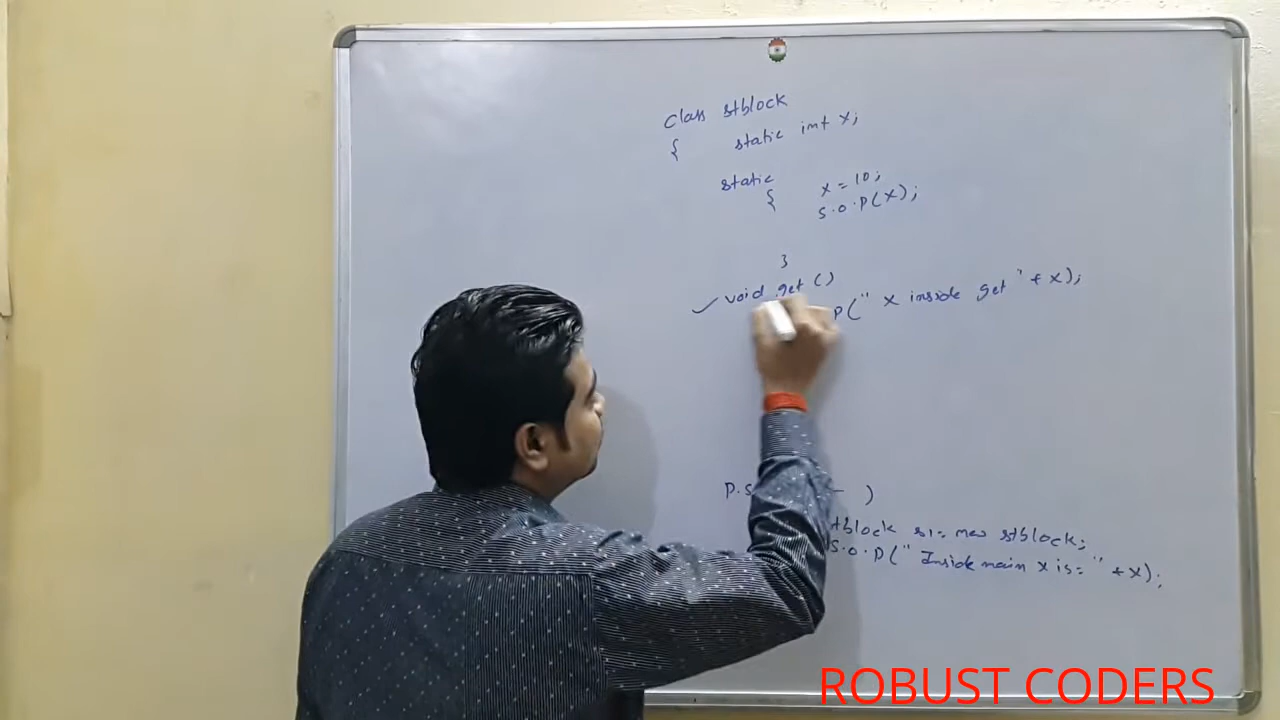 class stblock
{ static int x;
static
{ x = 10;
S.O.P(x);
}
void get ()
P(" x inside get " + x);
P.S )
stblock s1 = new stblock;
S.O.P(" Inside main x is = " + x);
ROBUST CODERS